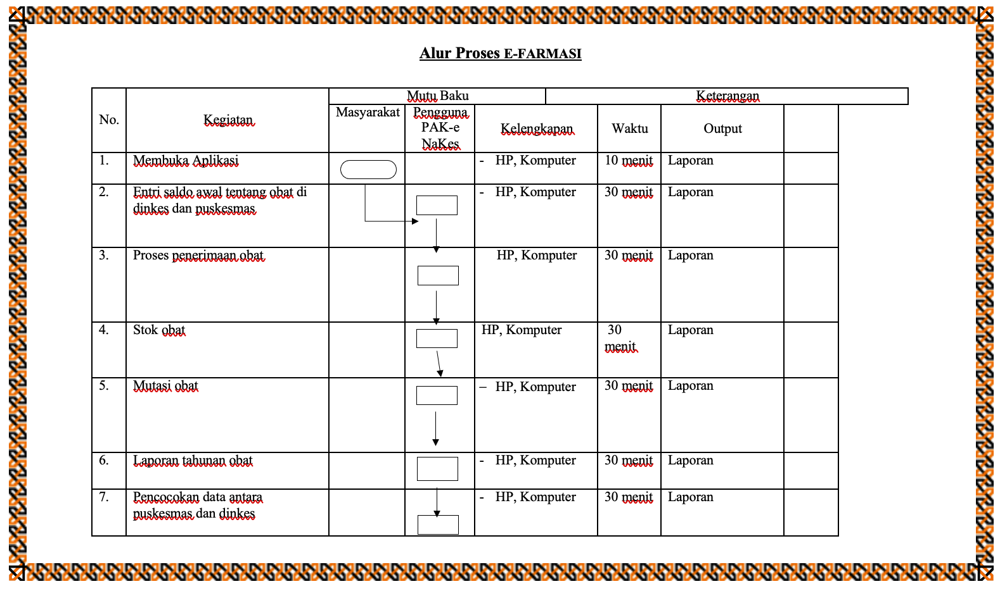 Alur Proses E-FARMASI
No.
Kegiatan
Mutu Baku
Keterangan
Masyarakat
Pengguna
PAK-e
NaKes
Kelengkapan
Waktu
Output
1.
Membuka Aplikasi
- HP, Komputer
10 menit
Laporan
2.
Entri saldo awal tentang obat di
dinkes dan puskesmas
- HP, Komputer
30 menit
Laporan
3.
Proses penerimaan obat
HP, Komputer
30 menit
Laporan
4.
Stok obat
HP, Komputer
30
menit
Laporan
5.
Mutasi obat
– HP, Komputer
30 menit
Laporan
6.
Laporan tahunan obat
- HP, Komputer
30 menit
Laporan
7.
Pencocokan data antara
puskesmas dan dinkes
- HP, Komputer
30 menit
Laporan